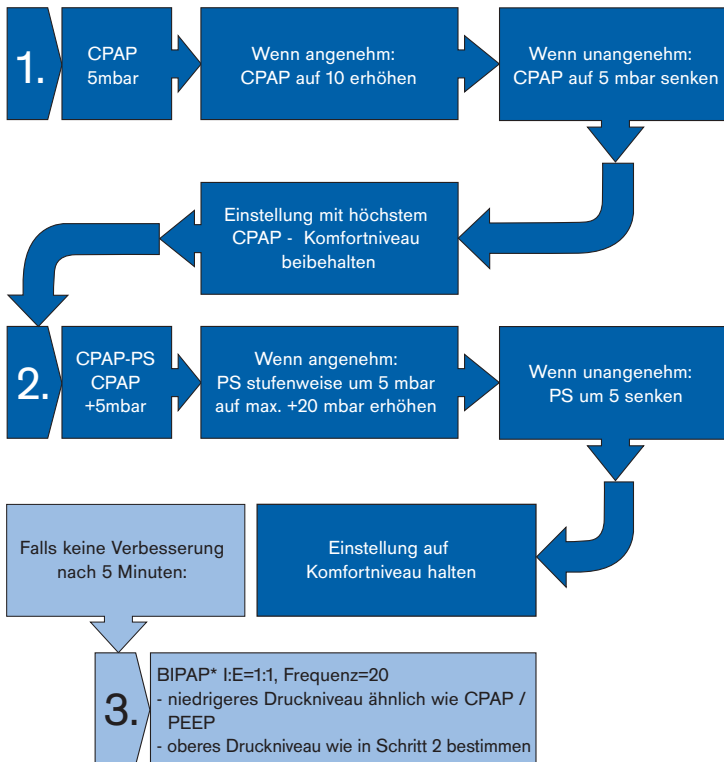 1.
CPAP
5mbar
Wenn angenehm:
CPAP auf 10 erhöhen
Wenn unangenehm:
CPAP auf 5 mbar senken
Einstellung mit höchstem
CPAP - Komfortniveau
beibehalten
2.
CPAP-PS
CPAP
+5mbar
Wenn angenehm:
PS stufenweise um 5 mbar
auf max. +20 mbar erhöhen
Wenn unangenehm:
PS um 5 senken
Einstellung auf
Komfortniveau halten
Falls keine Verbesserung
nach 5 Minuten:
3.
BIPAP* I:E=1:1, Frequenz=20
- niedrigeres Druckniveau ähnlich wie CPAP /
PEEP
- oberes Druckniveau wie in Schritt 2 bestimmen